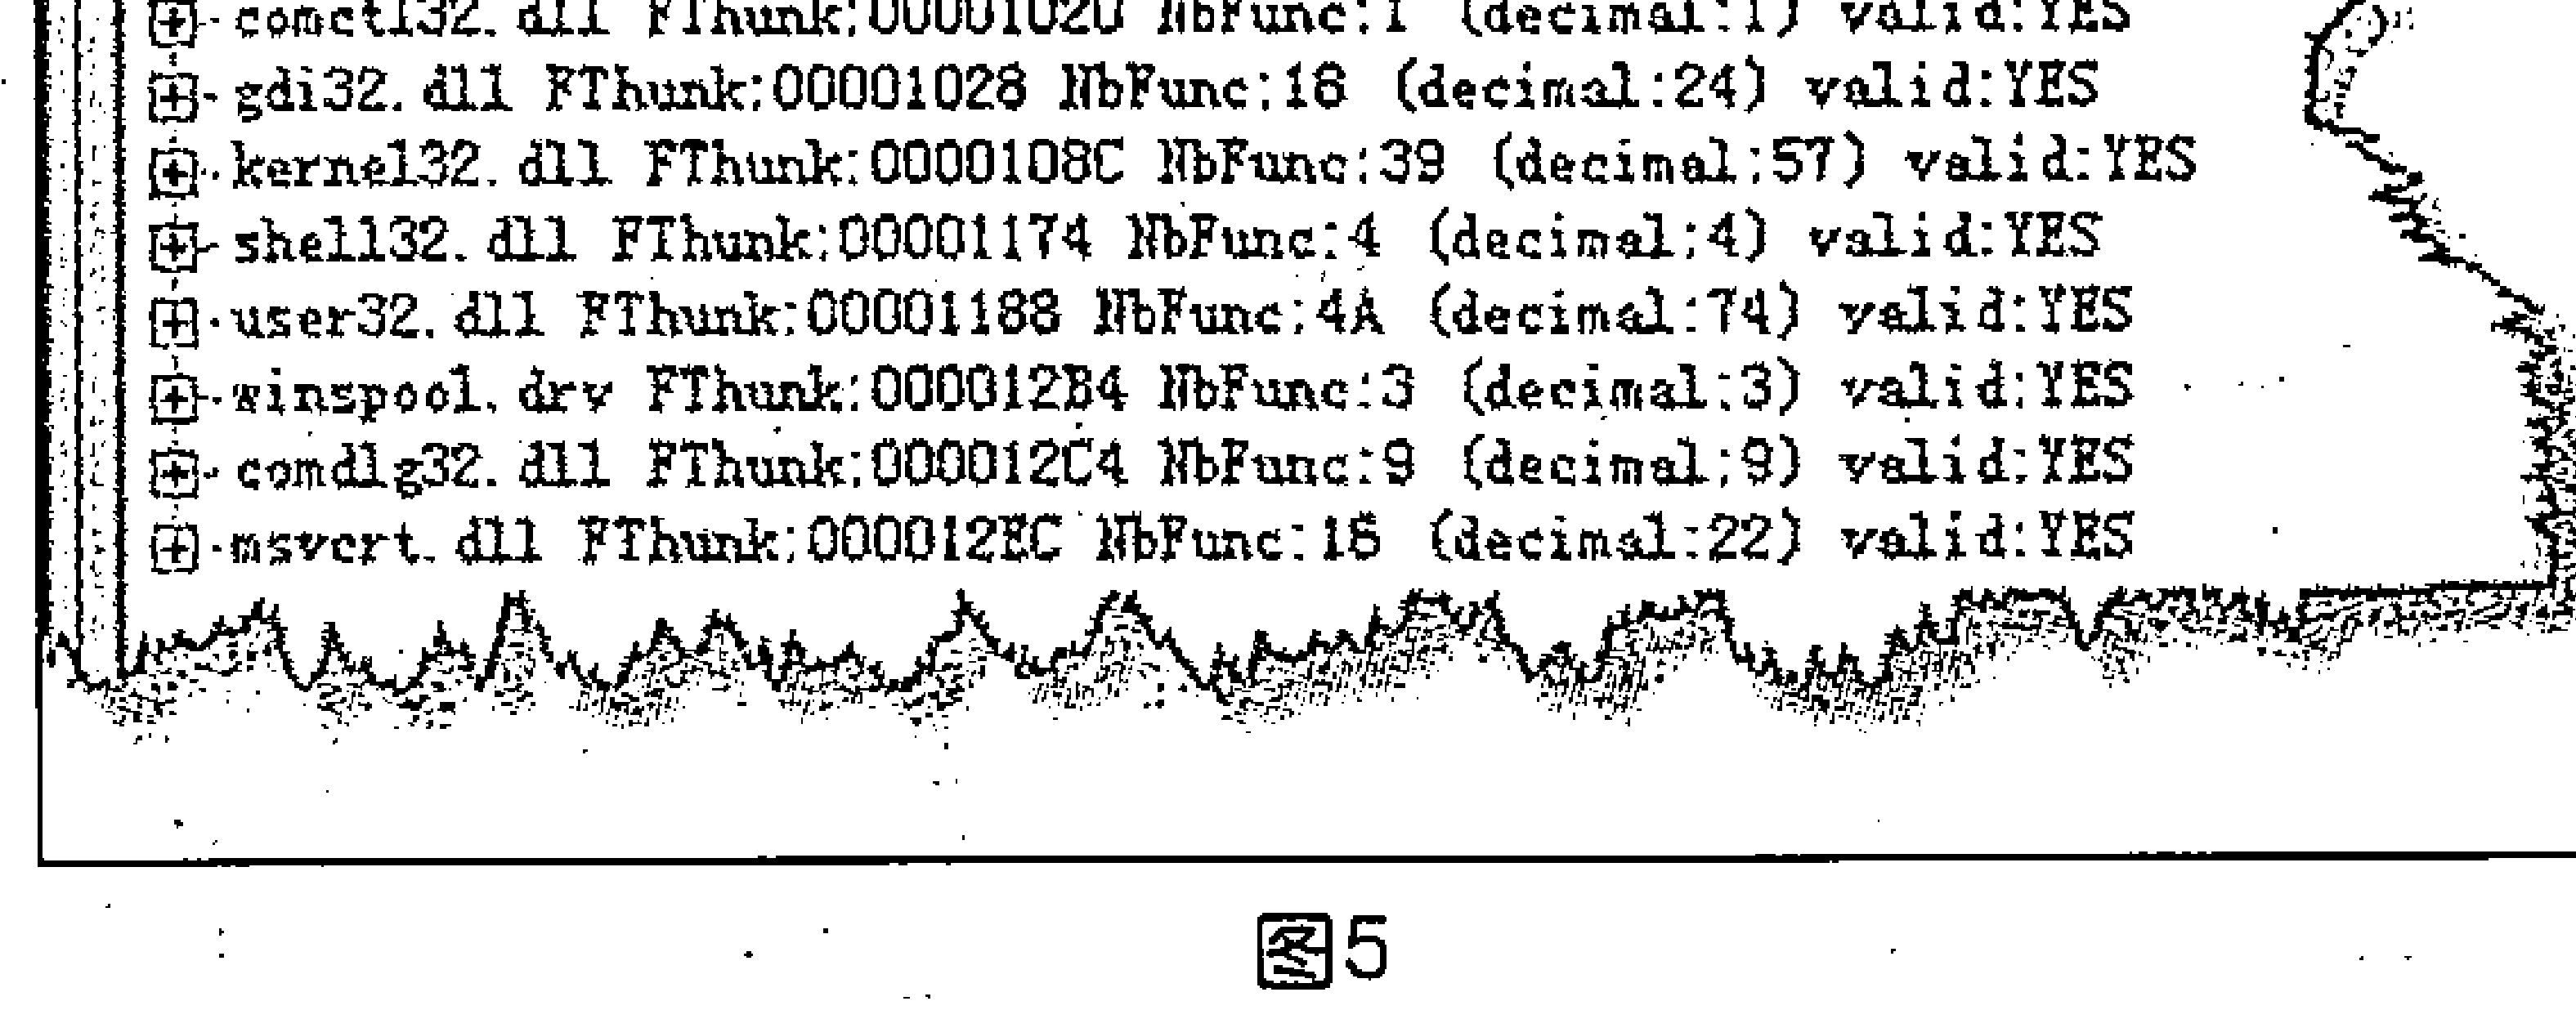 comctl32.dll FThunk:00001020 NbFunc:1 (decimal:1) valid:YES
gdi32.dll FThunk:00001028 NbFunc:18 (decimal:24) valid:YES
kernel32.dll FThunk:0000108C NbFunc:39 (decimal:57) valid:YES
shell32.dll FThunk:00001174 NbFunc:4 (decimal:4) valid:YES
user32.dll FThunk:00001188 NbFunc:4A (decimal:74) valid:YES
winspool.drv FThunk:000012B4 NbFunc:3 (decimal:3) valid:YES
comdlg32.dll FThunk:000012C4 NbFunc:9 (decimal:9) valid:YES
msvcrt.dll FThunk:000012EC NbFunc:16 (decimal:22) valid:YES
图5